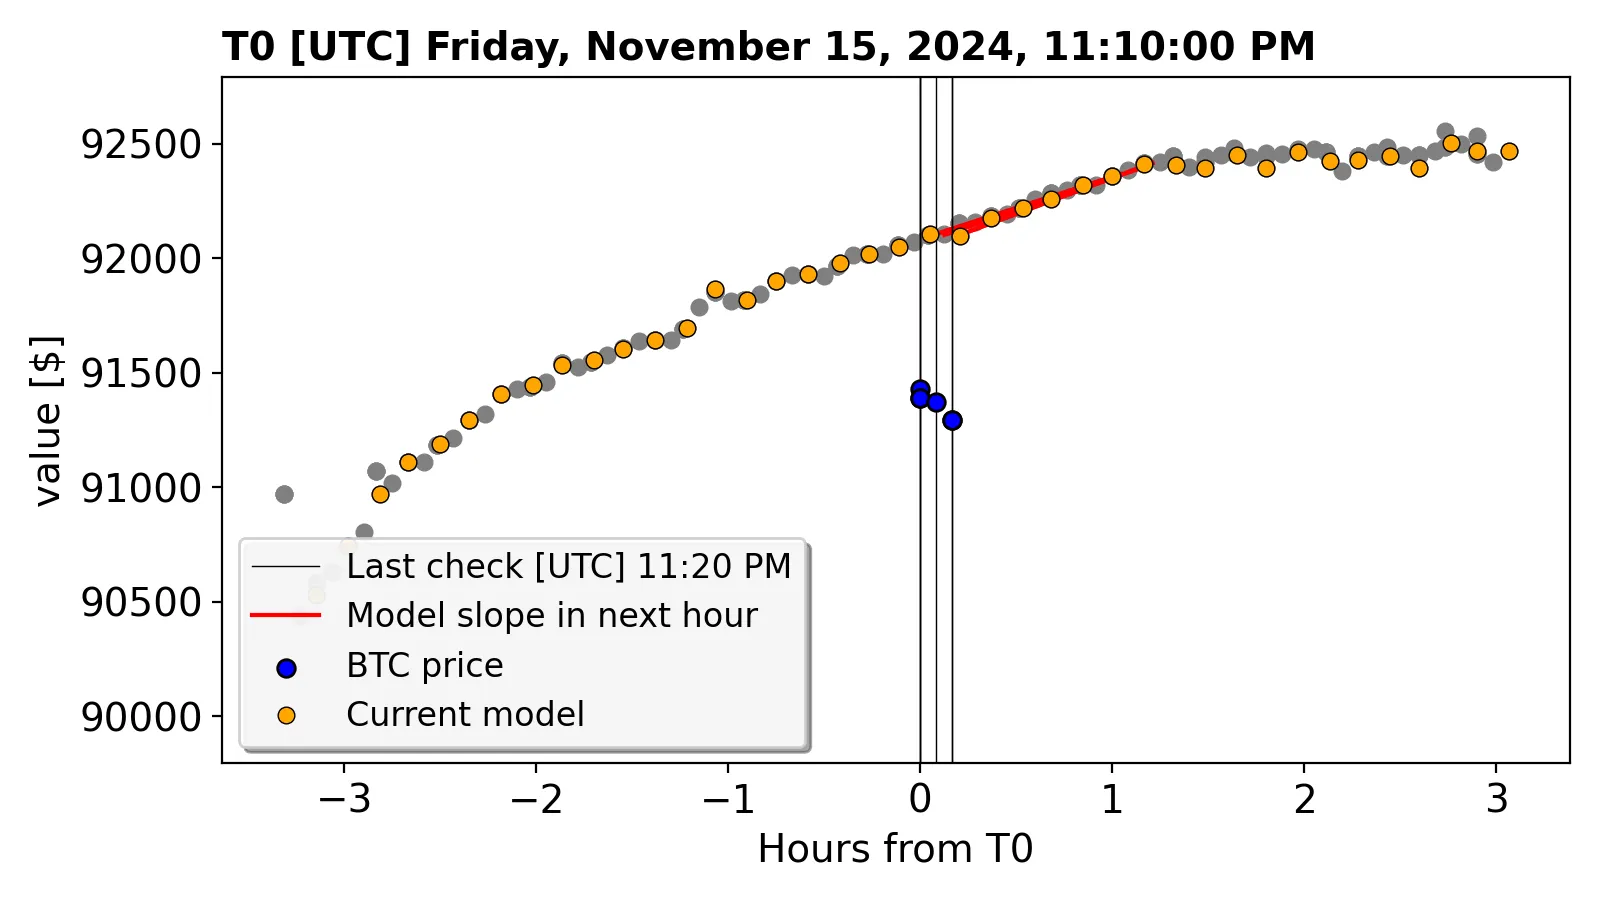 T0 [UTC] Friday, November 15, 2024, 11:10:00 PM
value [$]
92500
92000
91500
91000
90500
90000
Last check [UTC] 11:20 PM
Model slope in next hour
BTC price
Current model
−3 −2 −1 0 1 2 3
Hours from T0